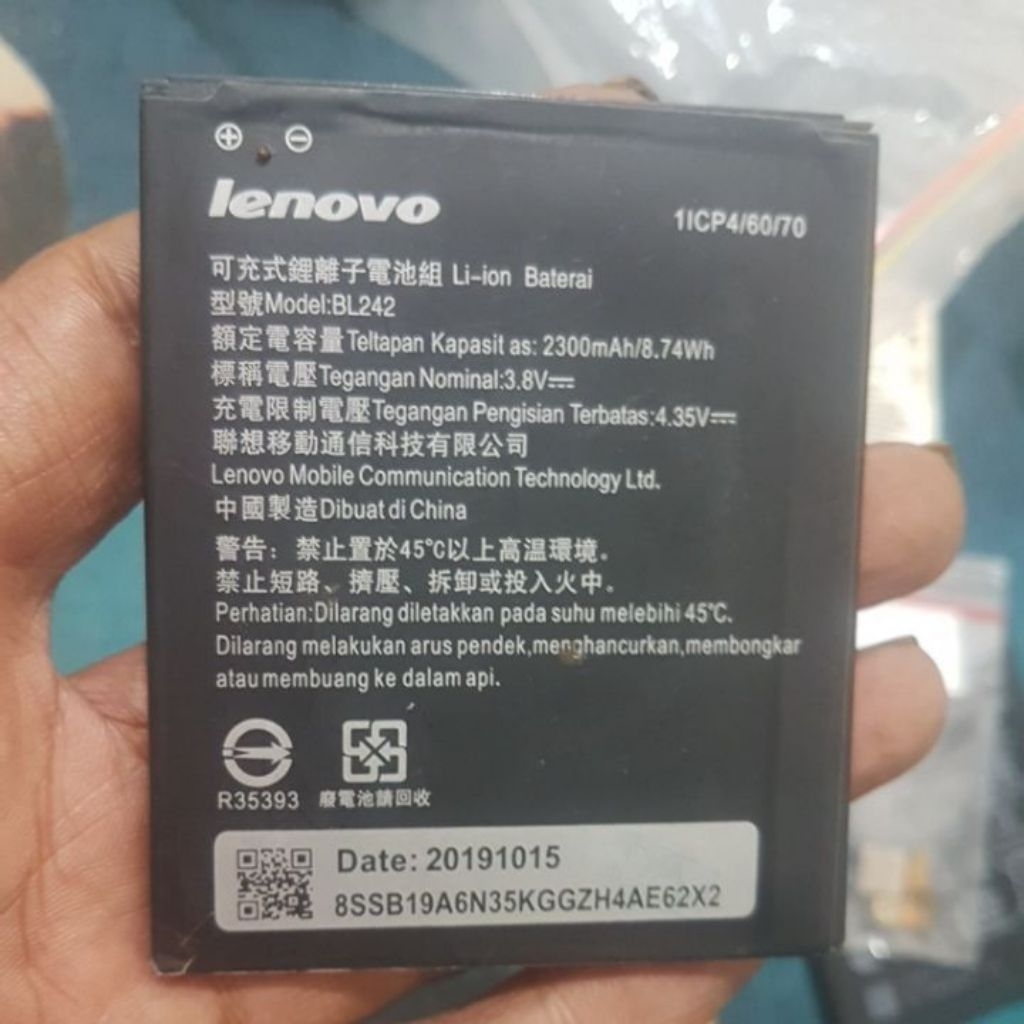 lenovo
1ICP4/60/70
可充式鋰離子電池組 Li-ion Baterai
型號Model:BL242
額定電容量Teltapan Kapasit as: 2300mAh/8.74Wh
標稱電壓Tegangan Nominal:3.8V⎓
充電限制電壓Tegangan Pengisian Terbatas:4.35V⎓
聯想移動通信科技有限公司
Lenovo Mobile Communication Technology Ltd.
中國製造Dibuat di China
警告：禁止置於45℃以上高温環境。
禁止短路、擠壓、拆卸或投入火中。
Perhatian:Dilarang diletakkan pada suhu melebihi 45℃.
Dilarang melakukan arus pendek,menghancurkan,membongkar
atau membuang ke dalam api.
R35393 廢電池請回收
Date: 20191015
8SSB19A6N35KGGZH4AE62X2